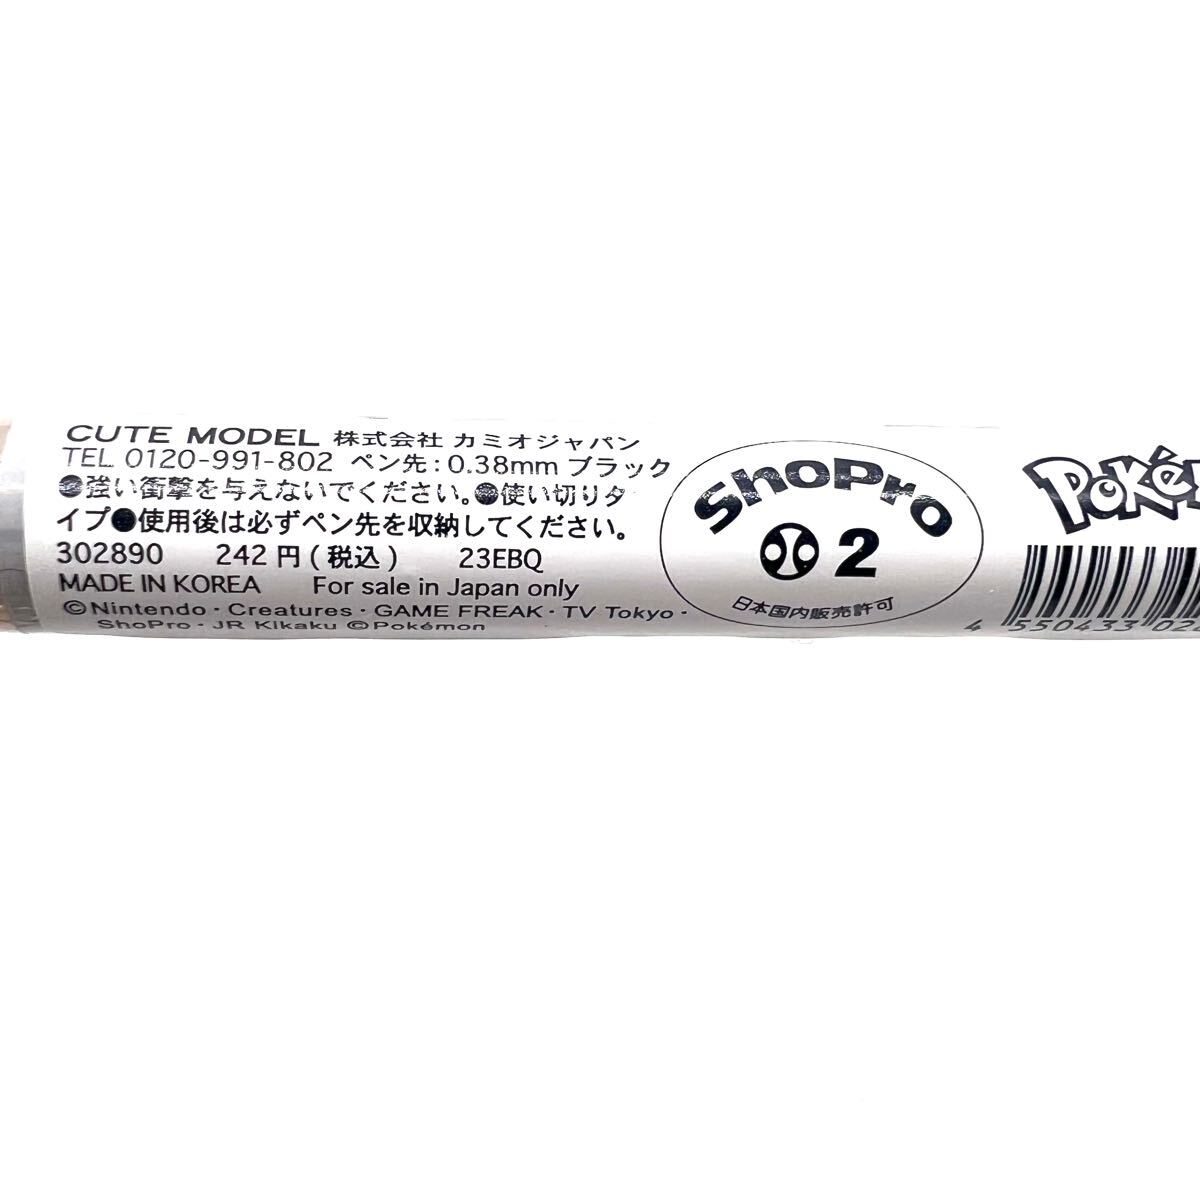 CUTE MODEL 株式会社 カミオジャパン
TEL 0120-991-802 ペン先:0.38mm ブラック
●強い衝撃を与えないでください。●使い切りタ
イプ●使用後は必ずペン先を収納してください。
302890 242円(税込) 23EBQ
MADE IN KOREA For sale in Japan only
©Nintendo・Creatures・GAME FREAK・TV Tokyo・
ShoPro・JR Kikaku ©Pokémon
ShoPro
2
日本国内販売許可
Poké
4 550433 02